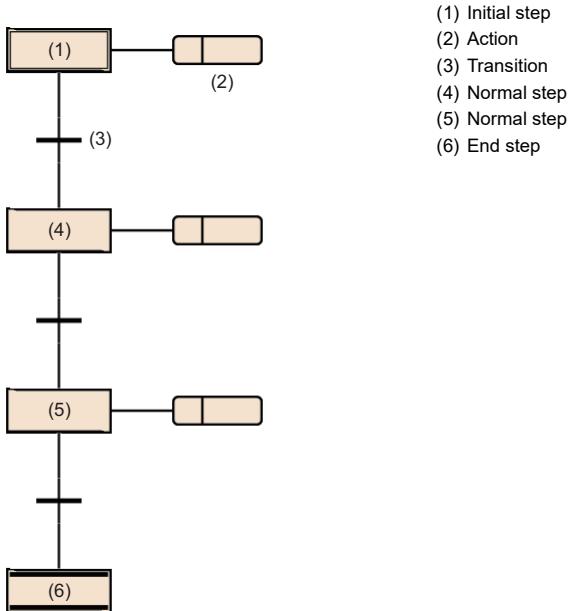 (1)
(2)
(3)
(4)
(5)
(6)
(1) Initial step
(2) Action
(3) Transition
(4) Normal step
(5) Normal step
(6) End step